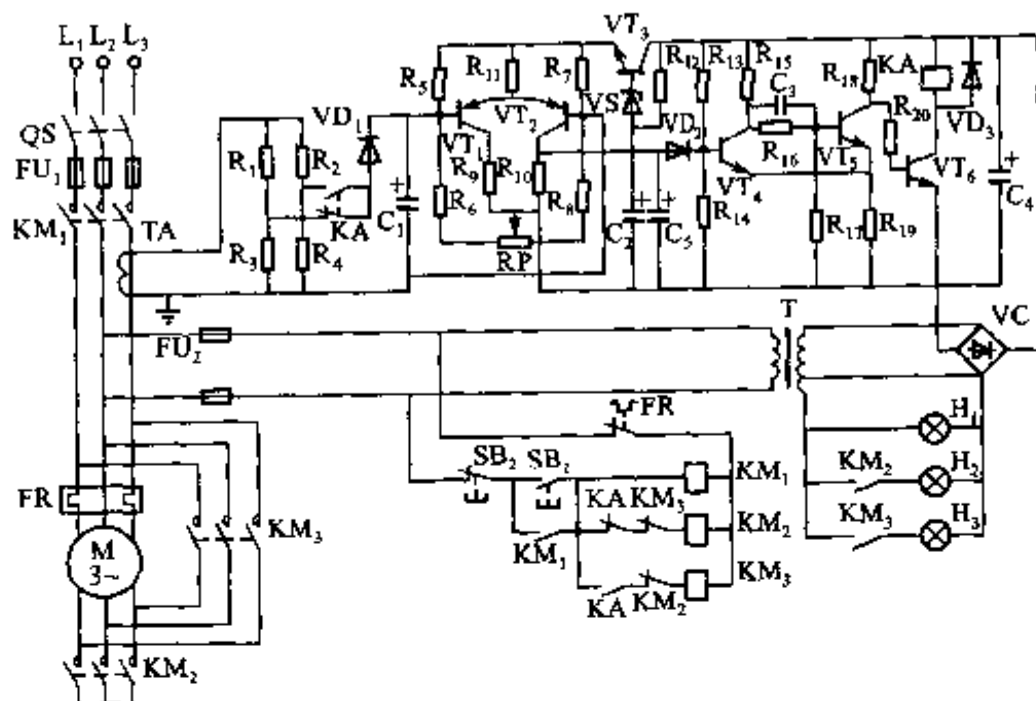 L₁ L₂ L₃
QS
FU₁
KM₁
TA
R₁
R₂
R₃
R₄
KA
VD₁
C₁
R₅
R₆
R₁₁
VT₁
VT₂
R₇
R₉
R₁₀
R₈
RP
VT₃
VS
R₁₂
R₁₃
R₁₅
VD₂
C₂
C₅
R₁₄
VT₄
C₃
R₁₆
R₁₇
VT₅
R₁₈
R₁₉
R₂₀
KA
VD₃
VT₆
C₄
FU₂
T
VC
FR
SB₂
SB₂
KM₁
KA
KM₃
KM₁
KM₂
KA
KM₂
KM₃
H₁
KM₂
H₂
KM₃
H₃
FR
M
3~
KM₃
KM₂